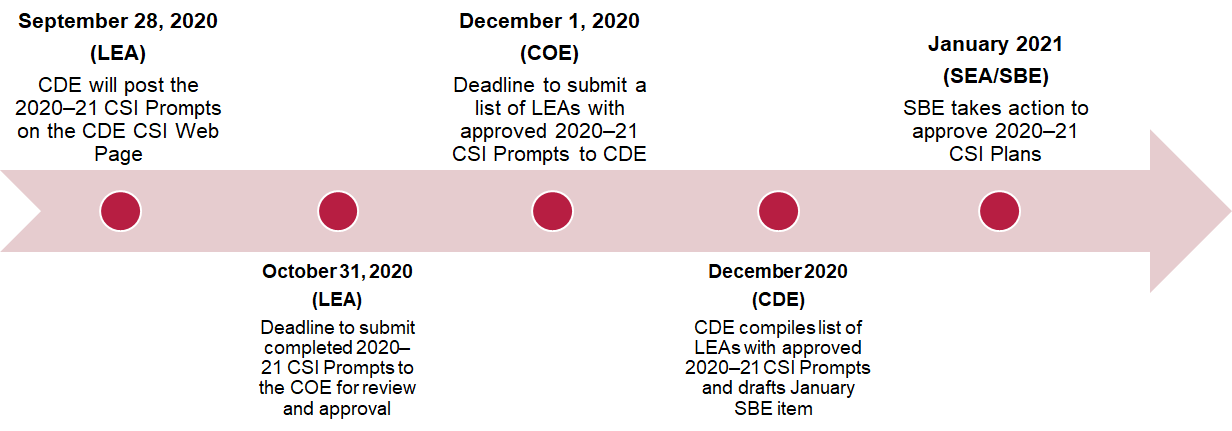 September 28, 2020
(LEA)
CDE will post the
2020–21 CSI Prompts
on the CDE CSI Web
Page
October 31, 2020
(LEA)
Deadline to submit
completed 2020–
21 CSI Prompts to
the COE for review
and approval
December 1, 2020
(COE)
Deadline to submit a
list of LEAs with
approved 2020–21
CSI Prompts to CDE
December 2020
(CDE)
CDE compiles list of
LEAs with approved
2020–21 CSI Prompts
and drafts January
SBE item
January 2021
(SEA/SBE)
SBE takes action to
approve 2020–21
CSI Plans